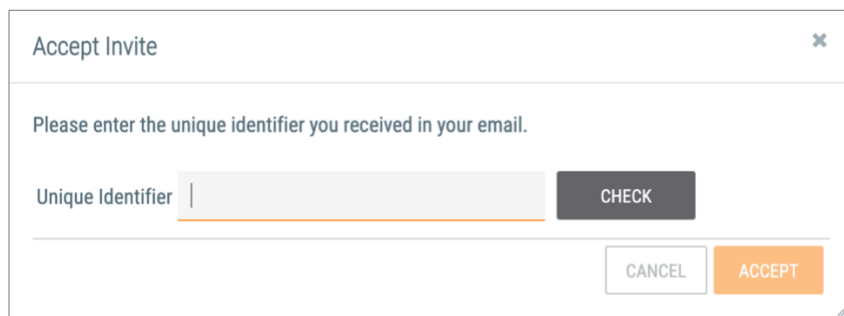 Accept Invite
Please enter the unique identifier you received in your email.
Unique Identifier CHECK
CANCEL ACCEPT